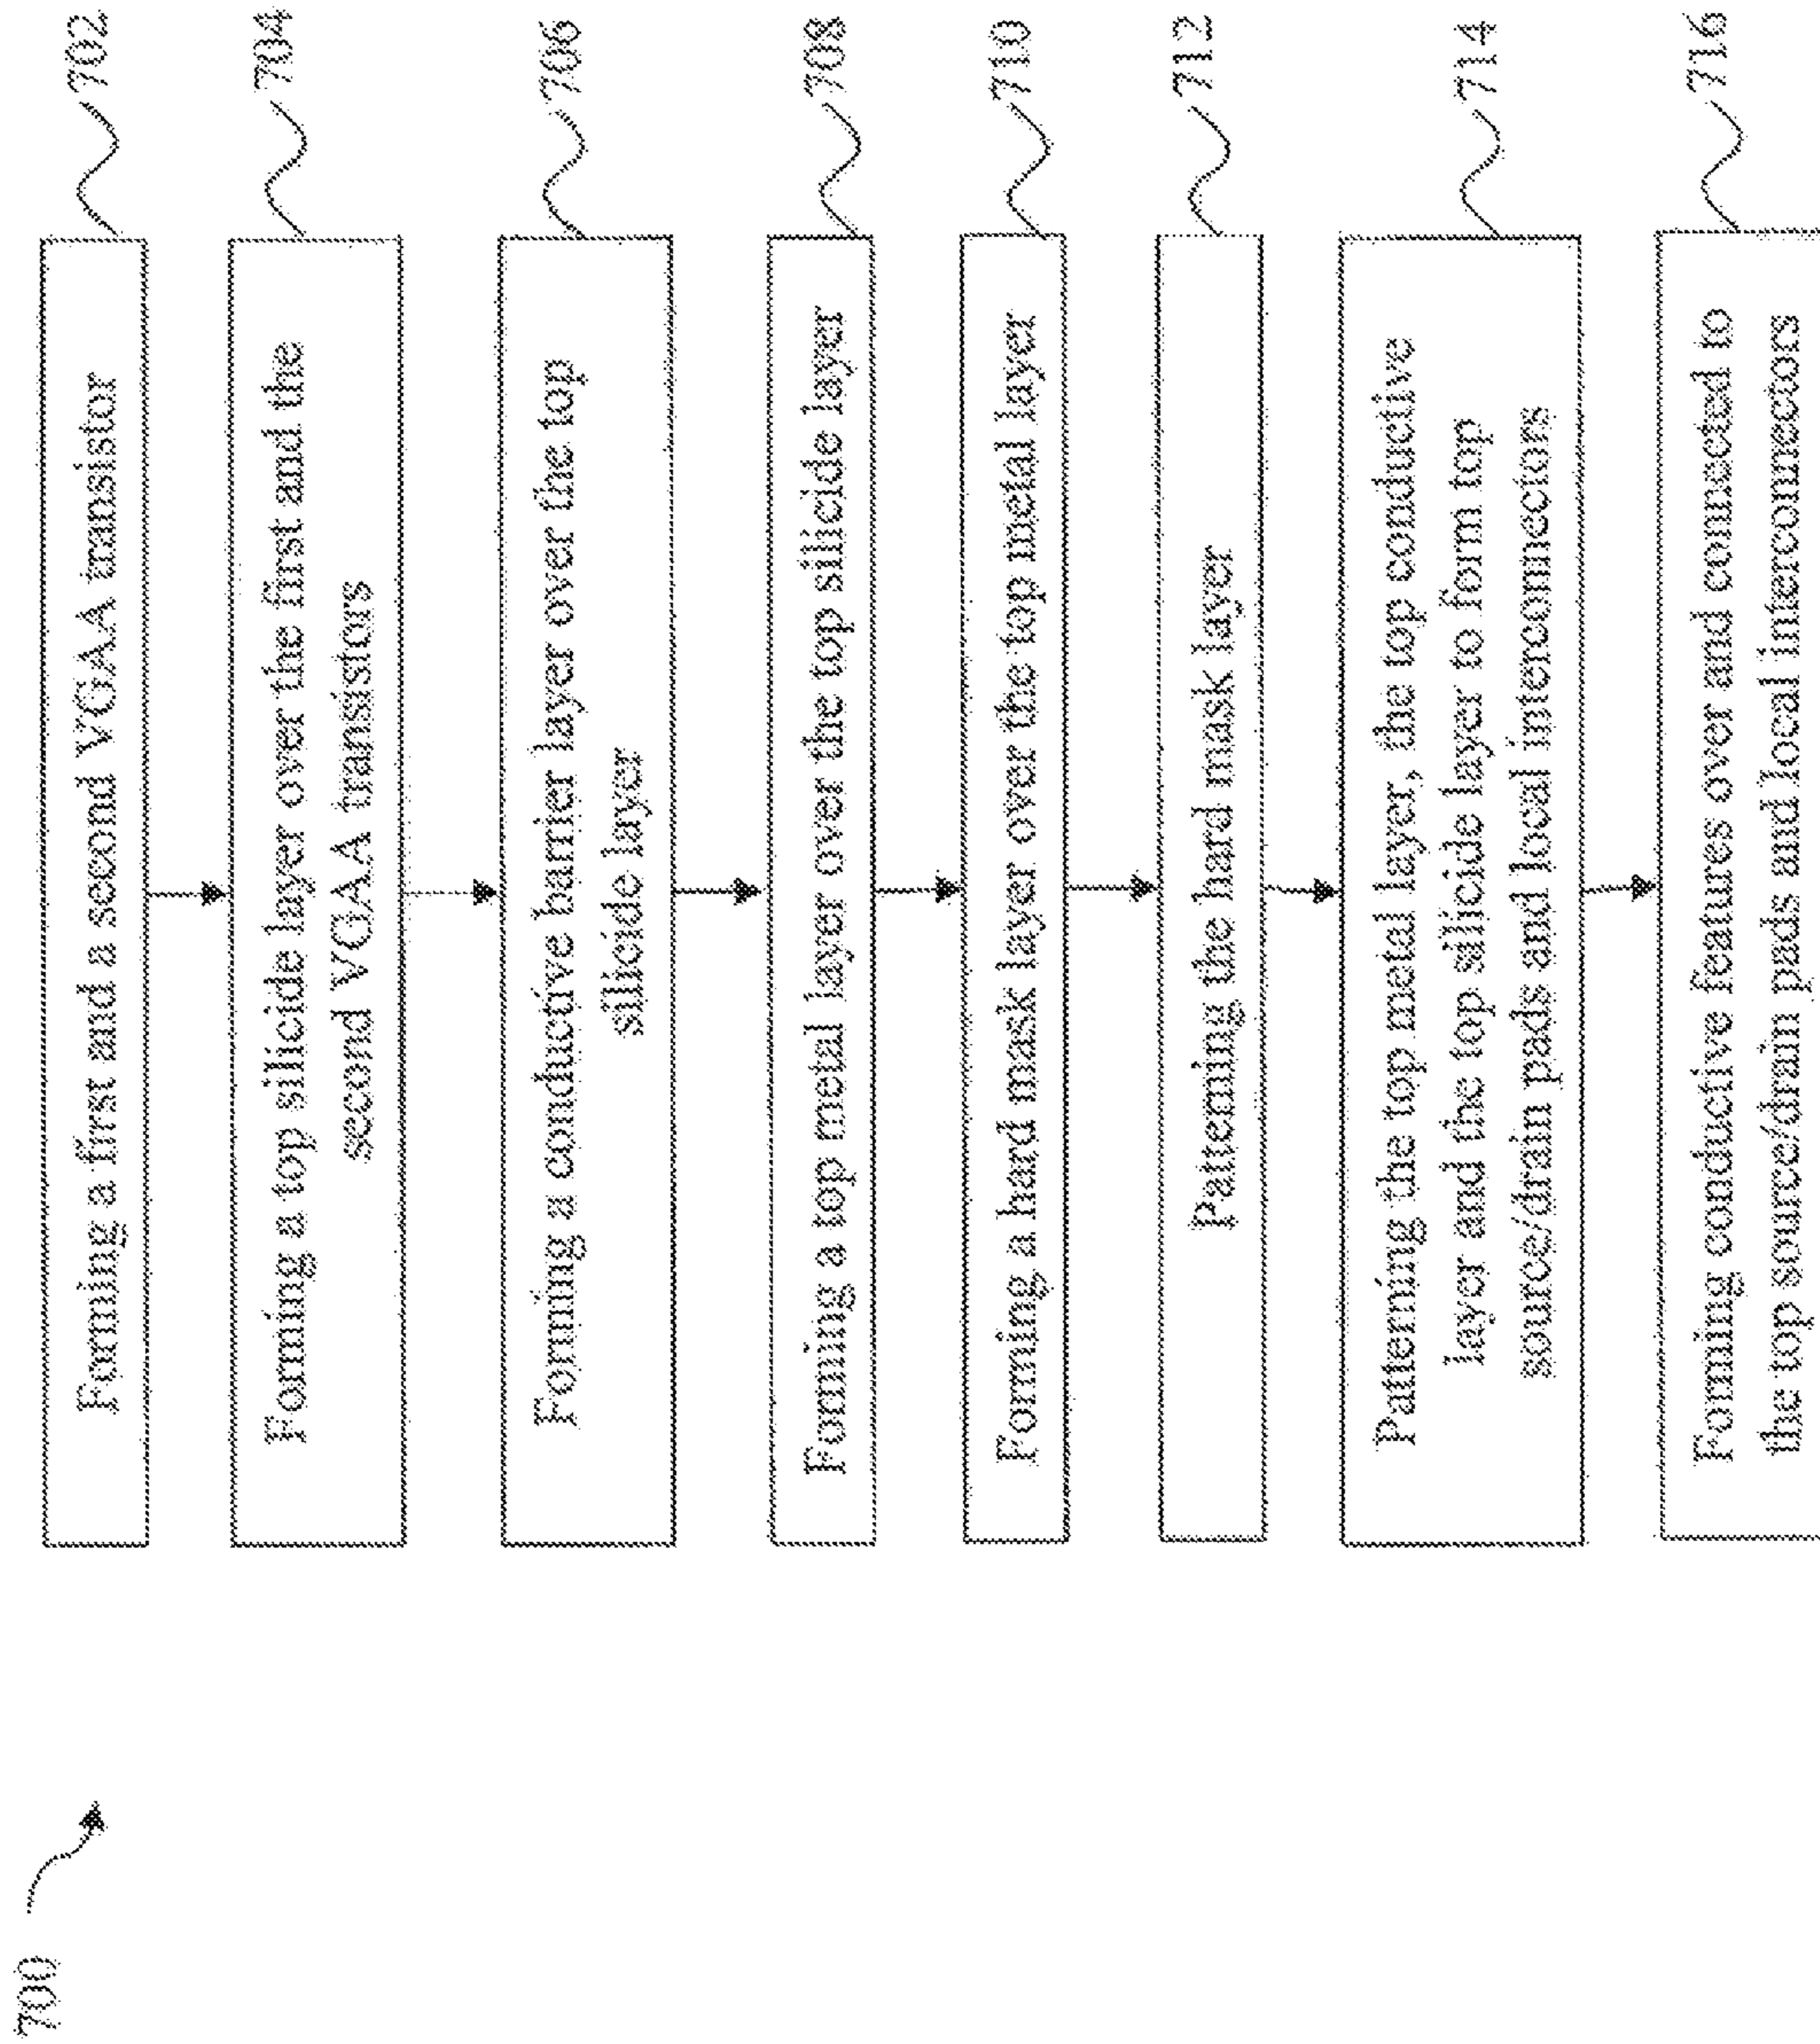 700
Forming a first and a second VGAA transistor
702
Forming a top silicide layer over the first and the
second VGAA transistors
704
Forming a conductive barrier layer over the top
silicide layer
706
Forming a top metal layer over the top silicide layer
708
Forming a hard mask layer over the top metal layer
710
Patterning the hard mask layer
712
Patterning the top metal layer, the top conductive
layer and the top silicide layer to form top
source/drain pads and local interconnectors
714
Forming conductive features over and connected to
the top source/drain pads and local interconnectors
716